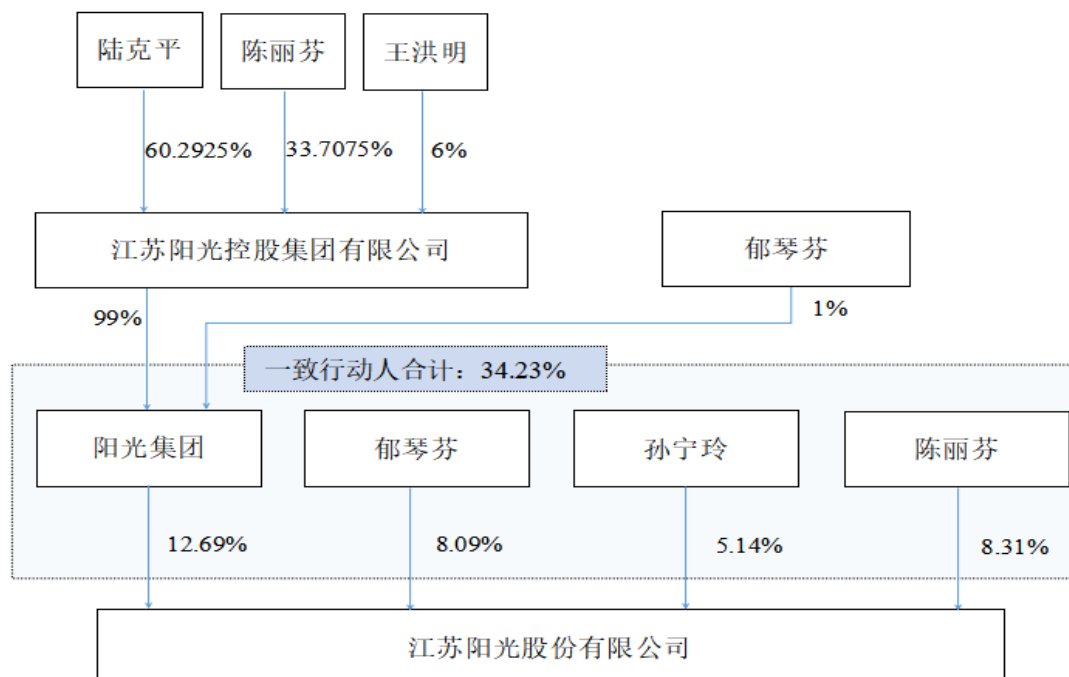 陆克平
陈丽芬
王洪明
60.2925%
33.7075%
6%
江苏阳光控股集团有限公司
郁琴芬
99%
1%
一致行动人合计：34.23%
阳光集团
郁琴芬
孙宁玲
陈丽芬
12.69%
8.09%
5.14%
8.31%
江苏阳光股份有限公司